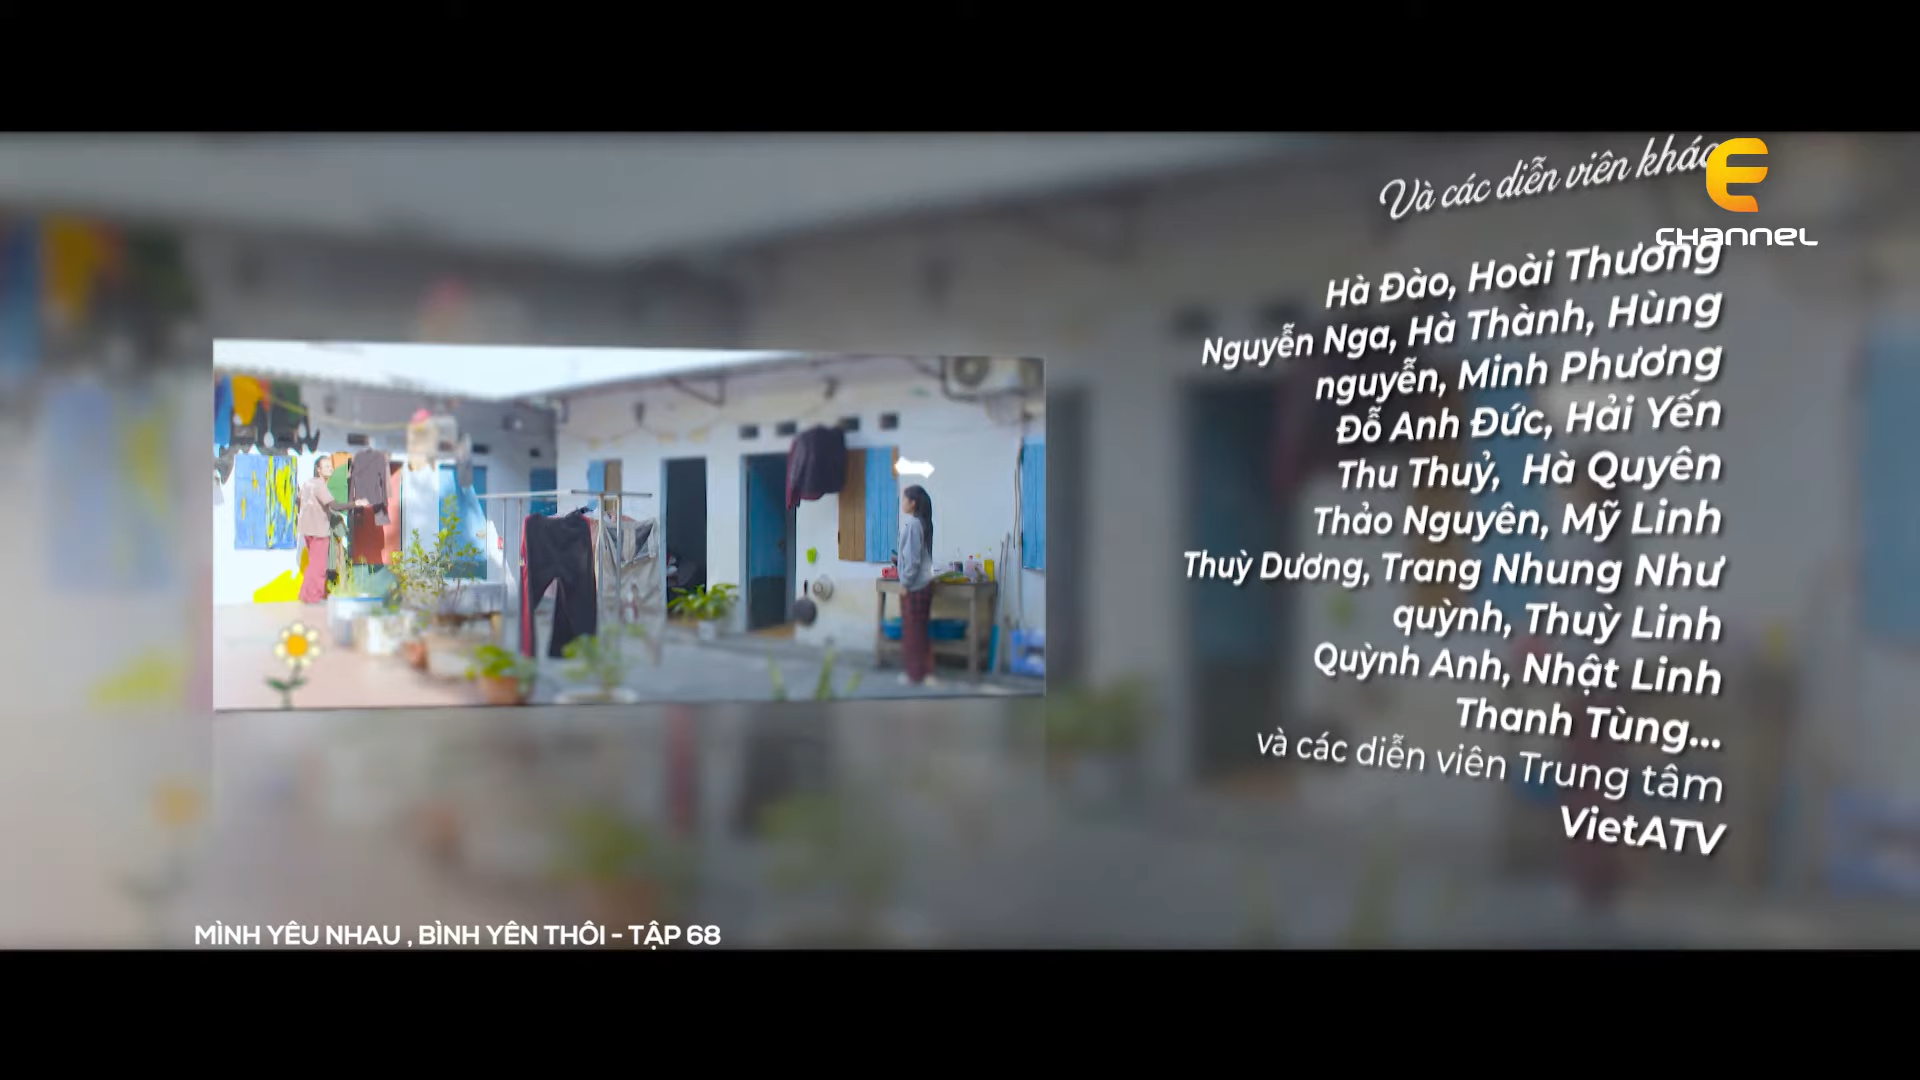 Và các diễn viên khác
E
CHANNEL
Hà Đào, Hoài Thương
Nguyễn Nga, Hà Thành, Hùng
nguyễn, Minh Phương
Đỗ Anh Đức, Hải Yến
Thu Thuỷ, Hà Quyên
Thảo Nguyên, Mỹ Linh
Thuỳ Dương, Trang Nhung Như
quỳnh, Thuỳ Linh
Quỳnh Anh, Nhật Linh
Thanh Tùng...
và các diễn viên Trung tâm
VietATV
MÌNH YÊU NHAU , BÌNH YÊN THÔI - TẬP 68